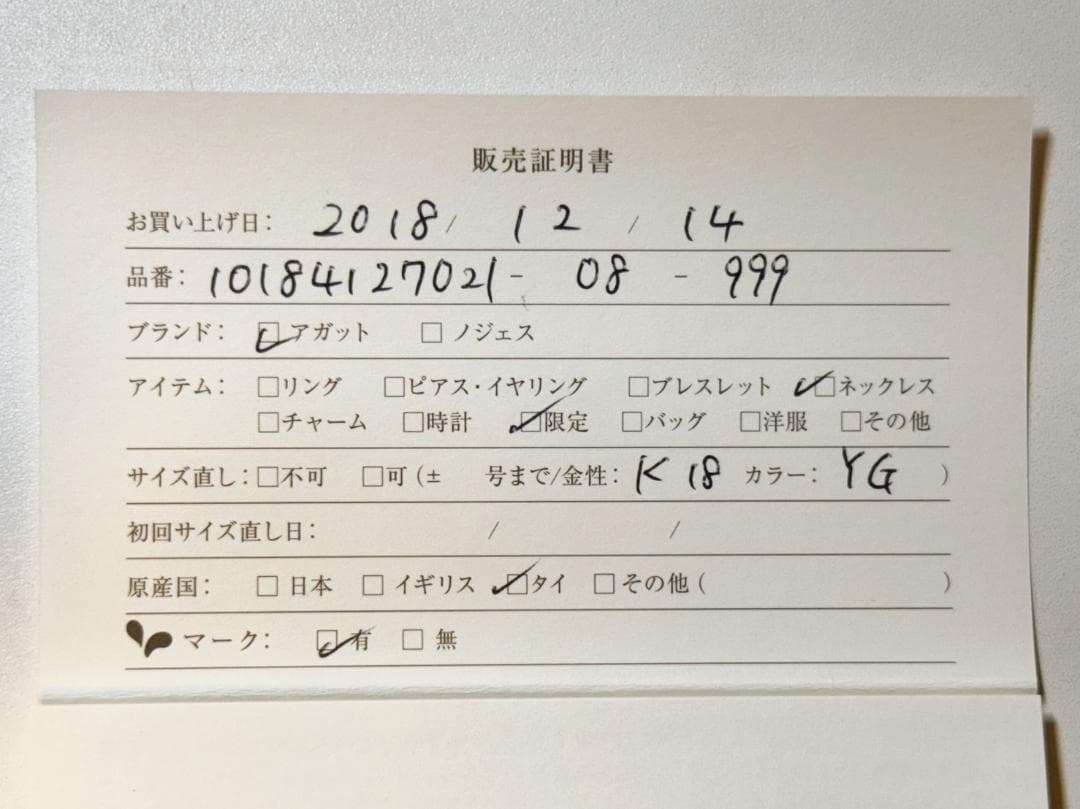 販売証明書
お買い上げ日: 2018 / 12 / 14
品番: 10184127021 - 08 - 999
ブランド: ☑アガット □ノジェス
アイテム: □リング □ピアス・イヤリング □ブレスレット ☑ネックレス
□チャーム □時計 ☑限定 □バッグ □洋服 □その他
サイズ直し: □不可 □可 (± 号まで/金性: K18 カラー: YG )
初回サイズ直し日: / /
原産国: □日本 □イギリス ☑タイ □その他 ( )
マーク: ☑有 □無